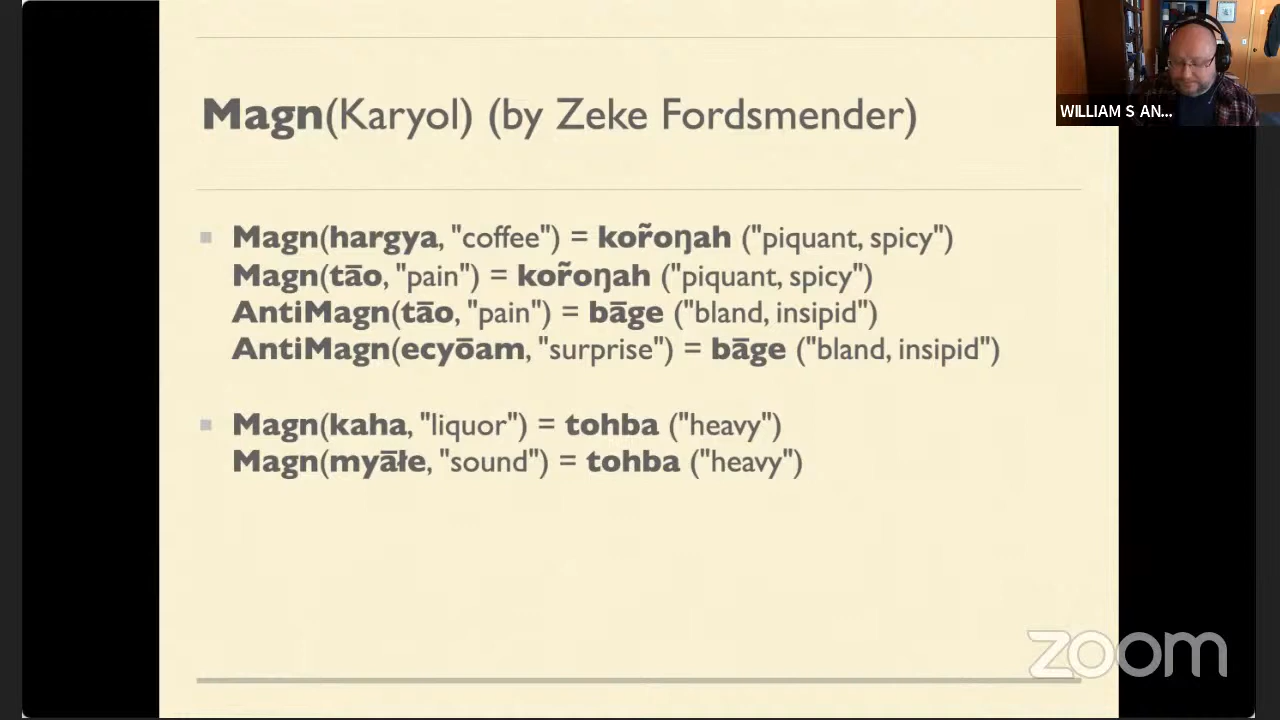 Magn(Karyol) (by Zeke Fordsmender)
WILLIAM S AN...
Magn(hargya, "coffee") = kor̃oŋah ("piquant, spicy")
Magn(tāo, "pain") = kor̃oŋah ("piquant, spicy")
AntiMagn(tāo, "pain") = bāge ("bland, insipid")
AntiMagn(ecyōam, "surprise") = bāge ("bland, insipid")
Magn(kaha, "liquor") = tohba ("heavy")
Magn(myāłe, "sound") = tohba ("heavy")
zoom